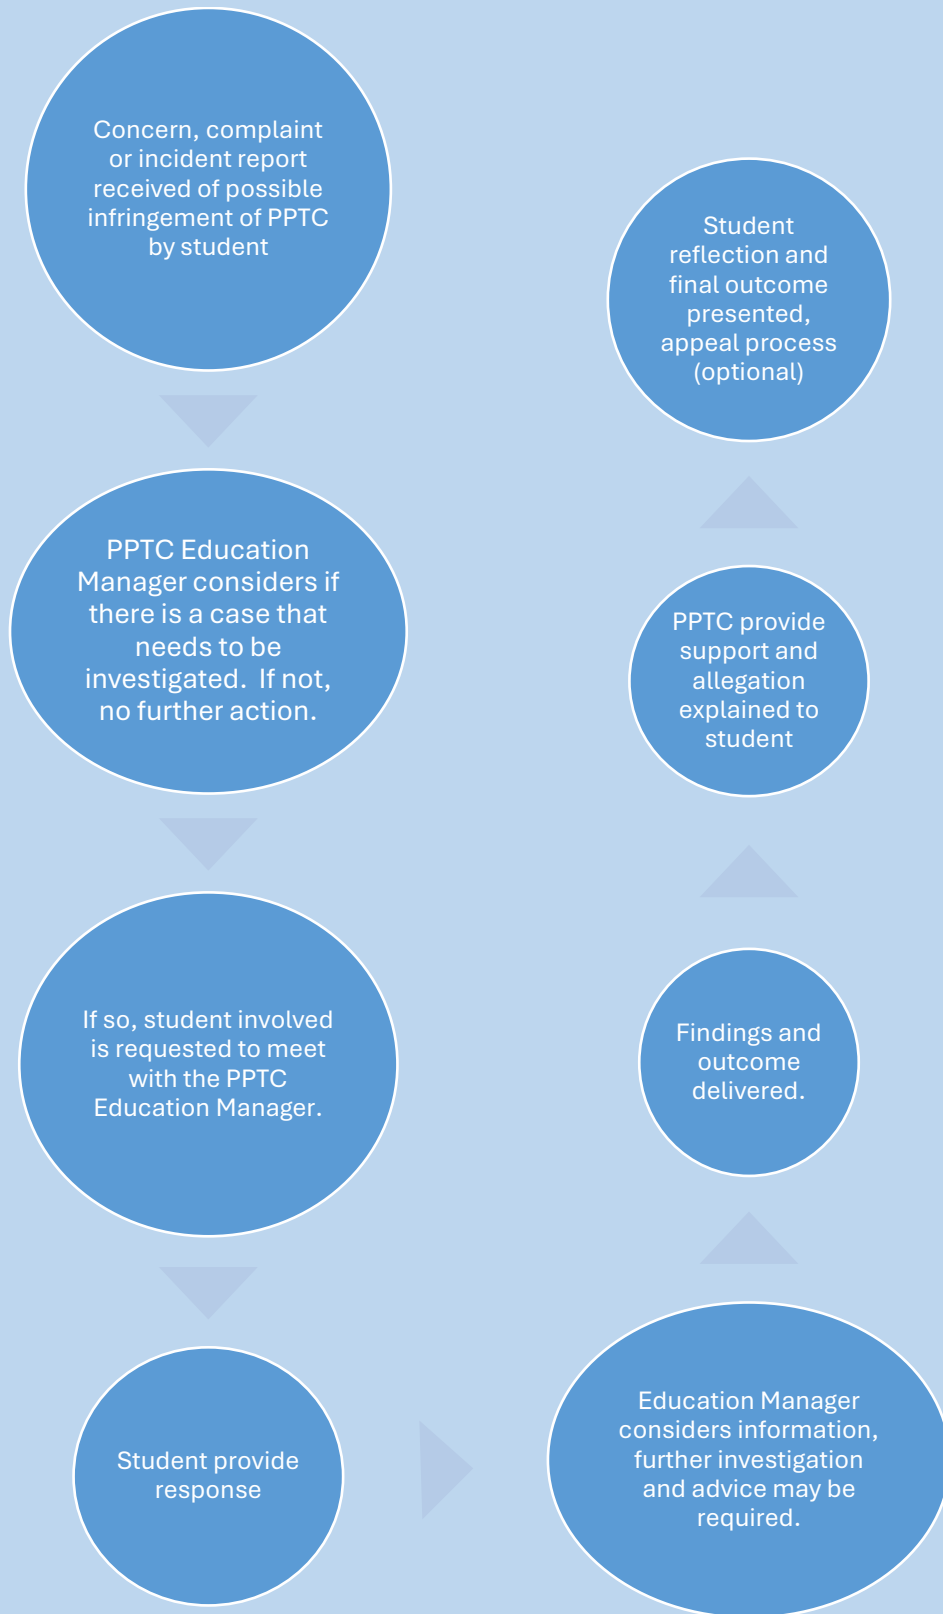 Concern, complaint
or incident report
received of possible
infringement of PPTC
by student
PPTC Education
Manager considers if
there is a case that
needs to be
investigated.  If not,
no further action.
If so, student involved
is requested to meet
with the PPTC
Education Manager.
Student provide
response
Education Manager
considers information,
further investigation
and advice may be
required.
Findings and
outcome
delivered.
PPTC provide
support and
allegation
explained to
student
Student
reflection and
final outcome
presented,
appeal process
(optional)